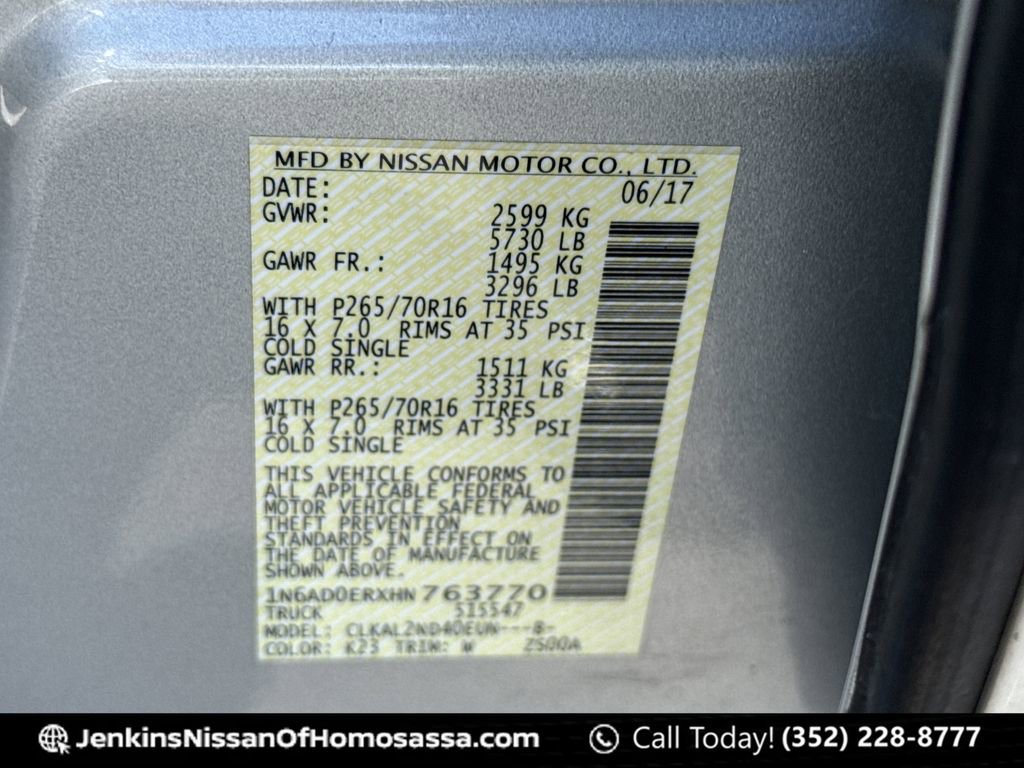 MFD BY NISSAN MOTOR CO., LTD.
DATE: 06/17
GVWR: 2599 KG
5730 LB
GAWR FR.: 1495 KG
3296 LB
WITH P265/70R16 TIRES
16 X 7.0 RIMS AT 35 PSI
COLD SINGLE
GAWR RR.: 1511 KG
3331 LB
WITH P265/70R16 TIRES
16 X 7.0 RIMS AT 35 PSI
COLD SINGLE
THIS VEHICLE CONFORMS TO
ALL APPLICABLE FEDERAL
MOTOR VEHICLE SAFETY AND
THEFT PREVENTION
STANDARDS IN EFFECT ON
THE DATE OF MANUFACTURE
SHOWN ABOVE.
1N6AD0ERXHN763770
TRUCK 515547
MODEL: CLKAL2ND40EUN---8-
COLOR: K23 TRIM: W 2S00A
JenkinsNissanOfHomosassa.com
Call Today! (352) 228-8777